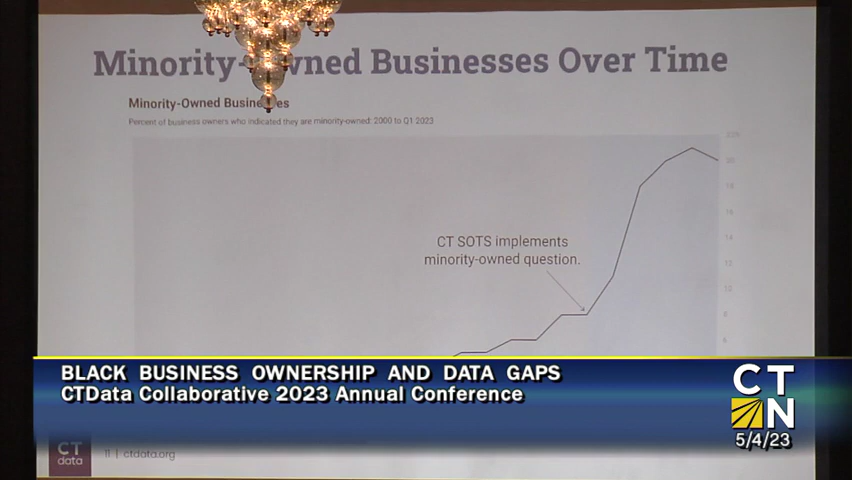 Minority-Owned Businesses Over Time
Minority-Owned Businesses
Percent of business owners who indicated they are minority-owned: 2000 to Q1 2023
20
18
16
14
12
10
8
6
CT SOTS implements
minority-owned question.
BLACK BUSINESS OWNERSHIP AND DATA GAPS
CTData Collaborative 2023 Annual Conference
CT
N
5/4/23
CT
data
11 | ctdata.org